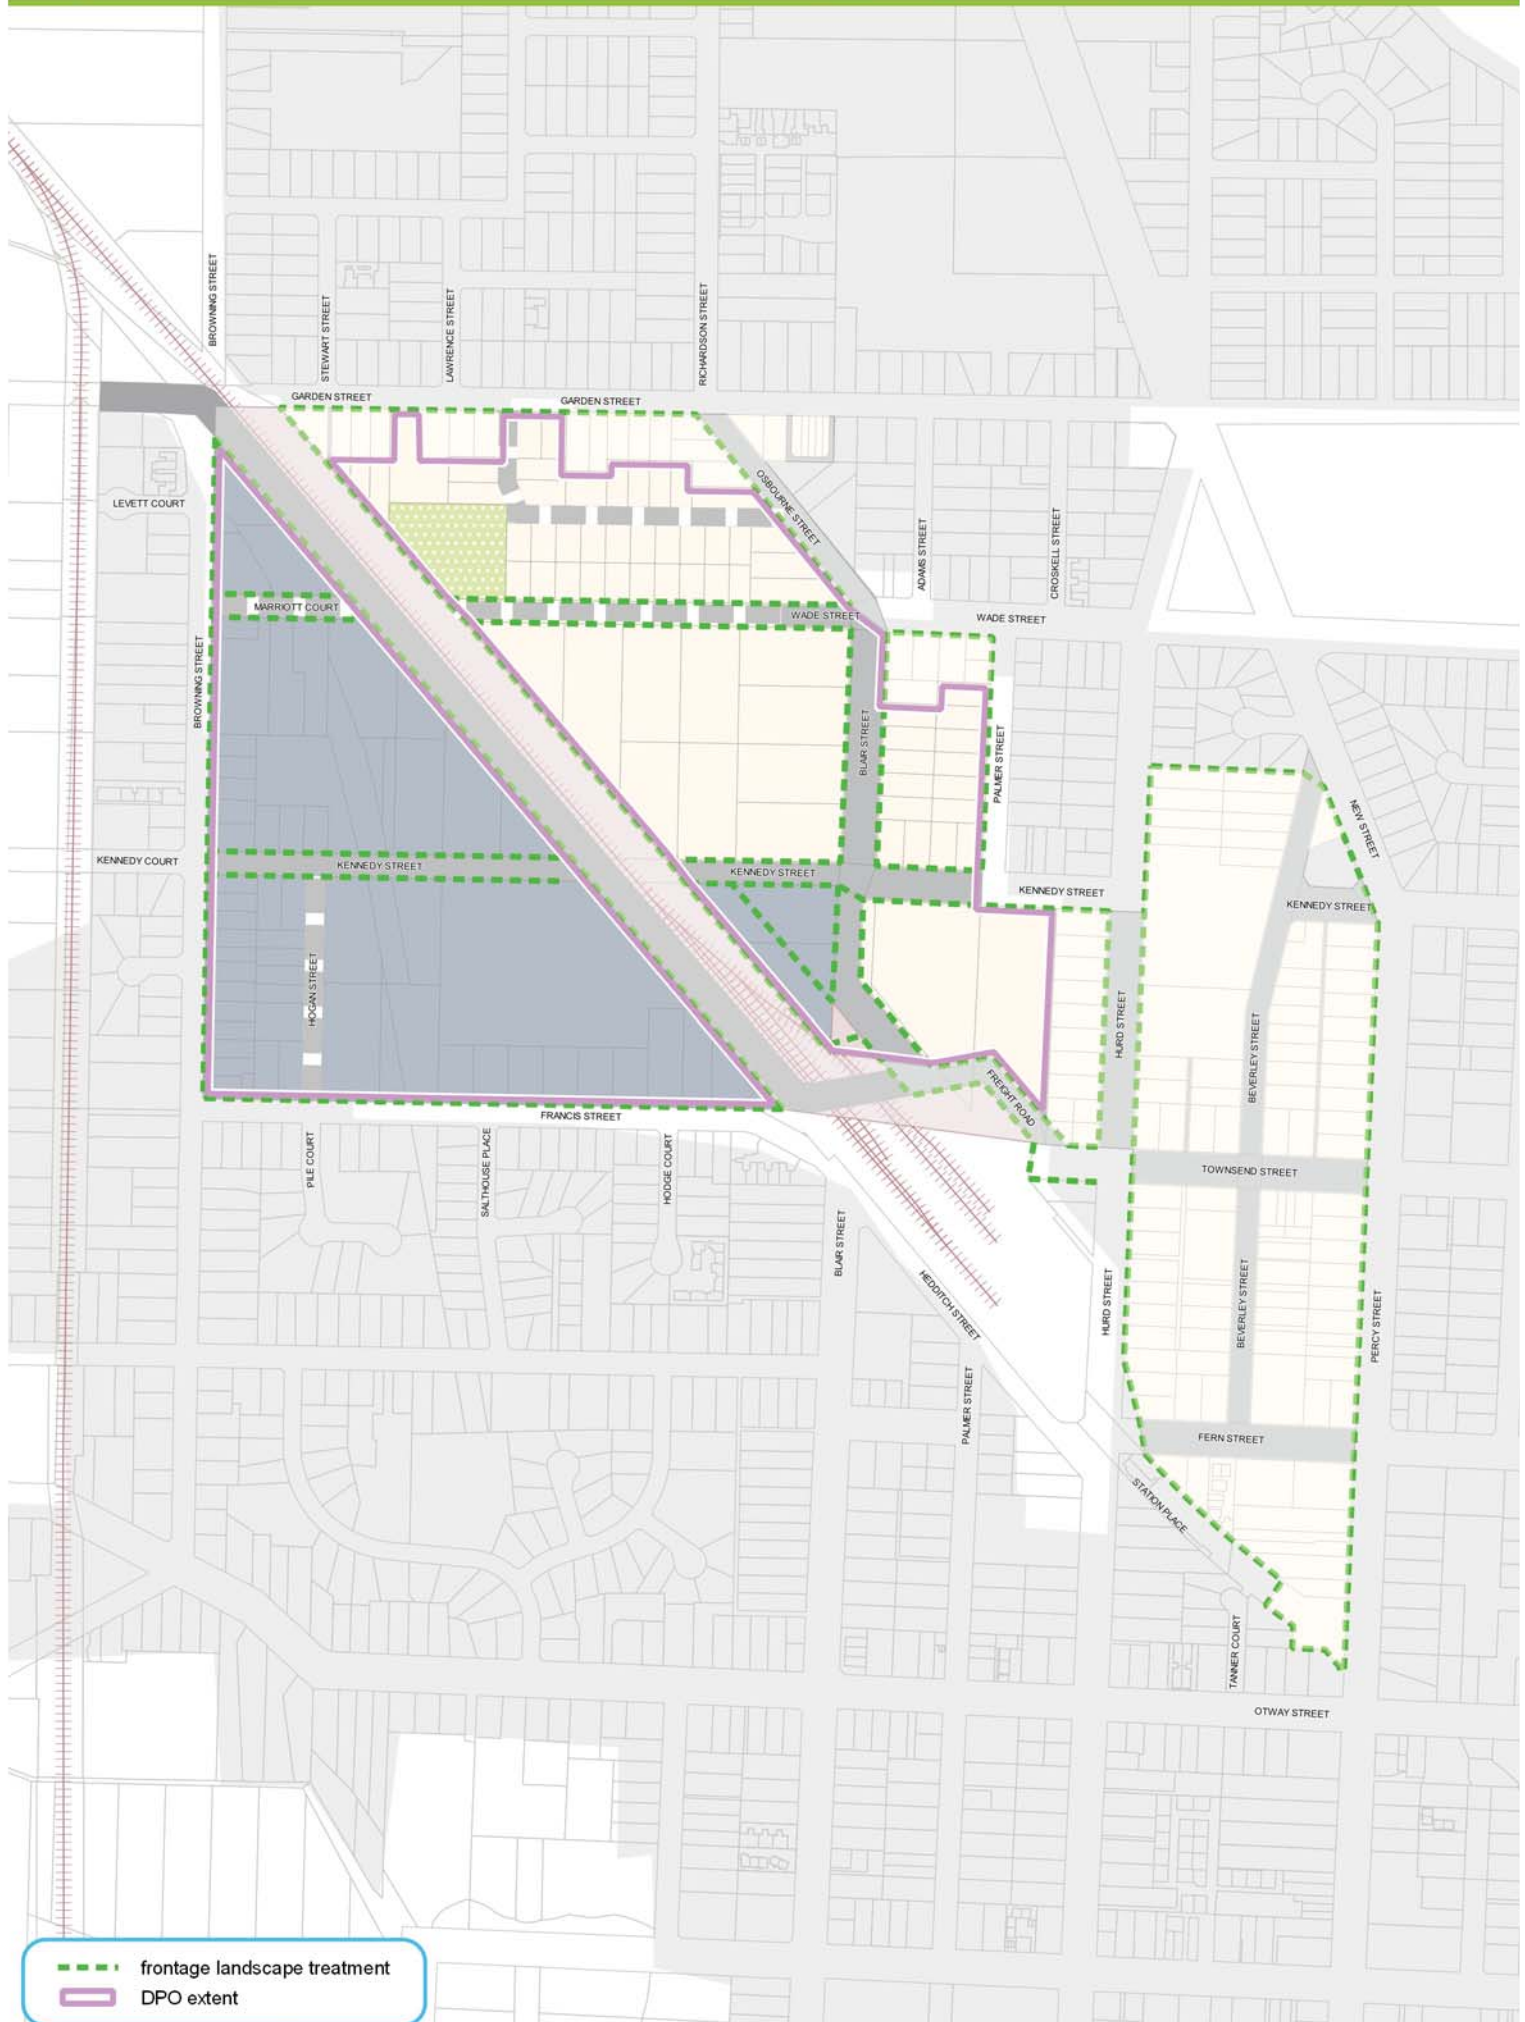 BROWNING STREET
STEWART STREET
LAWRENCE STREET
RICHARDSON STREET
GARDEN STREET
GARDEN STREET
OSBOURNE STREET
LEVETT COURT
ADAMS STREET
CROSKELL STREET
MARRIOTT COURT
WADE STREET
WADE STREET
BROWNING STREET
BLAIR STREET
PALMER STREET
NEW STREET
KENNEDY COURT
KENNEDY STREET
KENNEDY STREET
KENNEDY STREET
KENNEDY STREET
HOGAN STREET
HURD STREET
BEVERLEY STREET
FREIGHT ROAD
FRANCIS STREET
PILE COURT
SALTHOUSE PLACE
HODGE COURT
TOWNSEND STREET
BLAIR STREET
HEDDITCH STREET
HURD STREET
BEVERLEY STREET
PERCY STREET
PALMER STREET
FERN STREET
STATION PLACE
TANNER COURT
OTWAY STREET
frontage landscape treatment
DPO extent